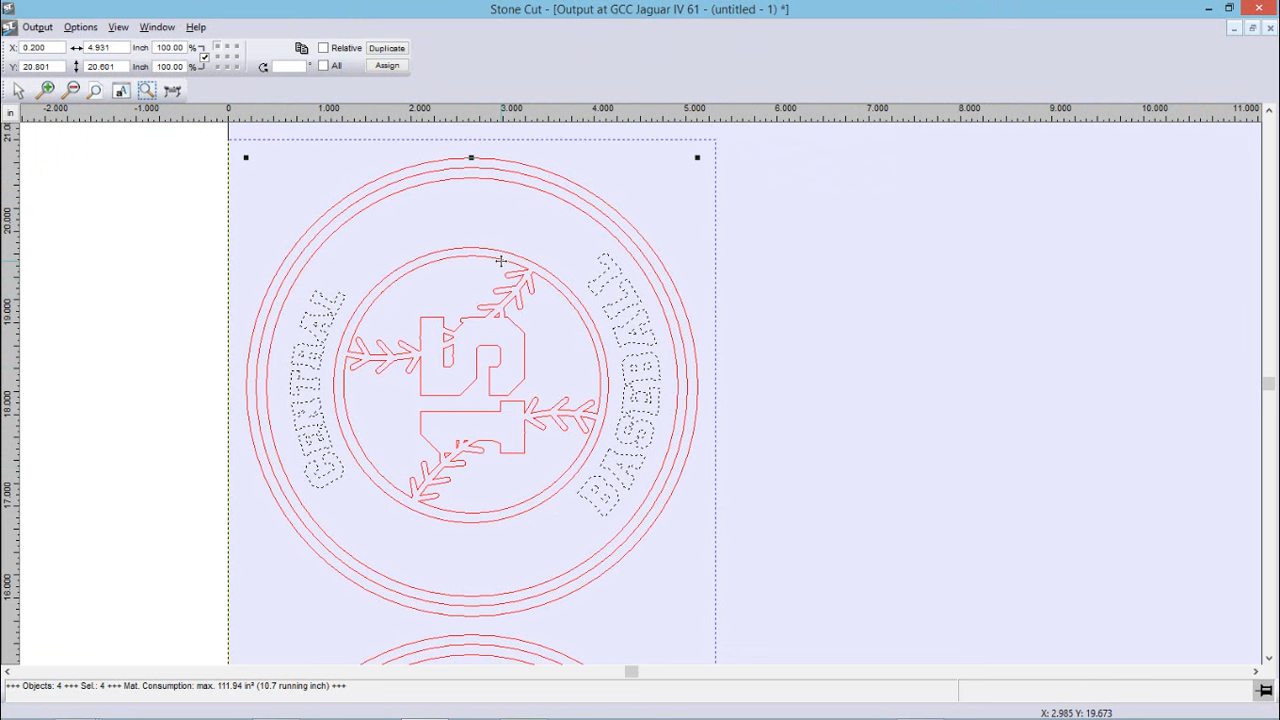 Stone Cut - [Output at GCC Jaguar IV 61 - (untitled - 1) *]
Output Options View Window Help
X: 0.200 4.931 Inch 100.00 % Relative Duplicate
Y: 20.801 20.601 Inch 100.00 % ° All Assign
in -2.000 -1.000 0 1.000 2.000 3.000 4.000 5.000 6.000 7.000 8.000 9.000 10.000 11.000
20.000
19.000
18.000
17.000
16.000
CENTRAL
BASEBALL
+++ Objects: 4 +++ Sel.: 4 +++ Mat. Consumption: max. 111.94 in² (10.7 running inch) +++
X: 2.985 Y: 19.673